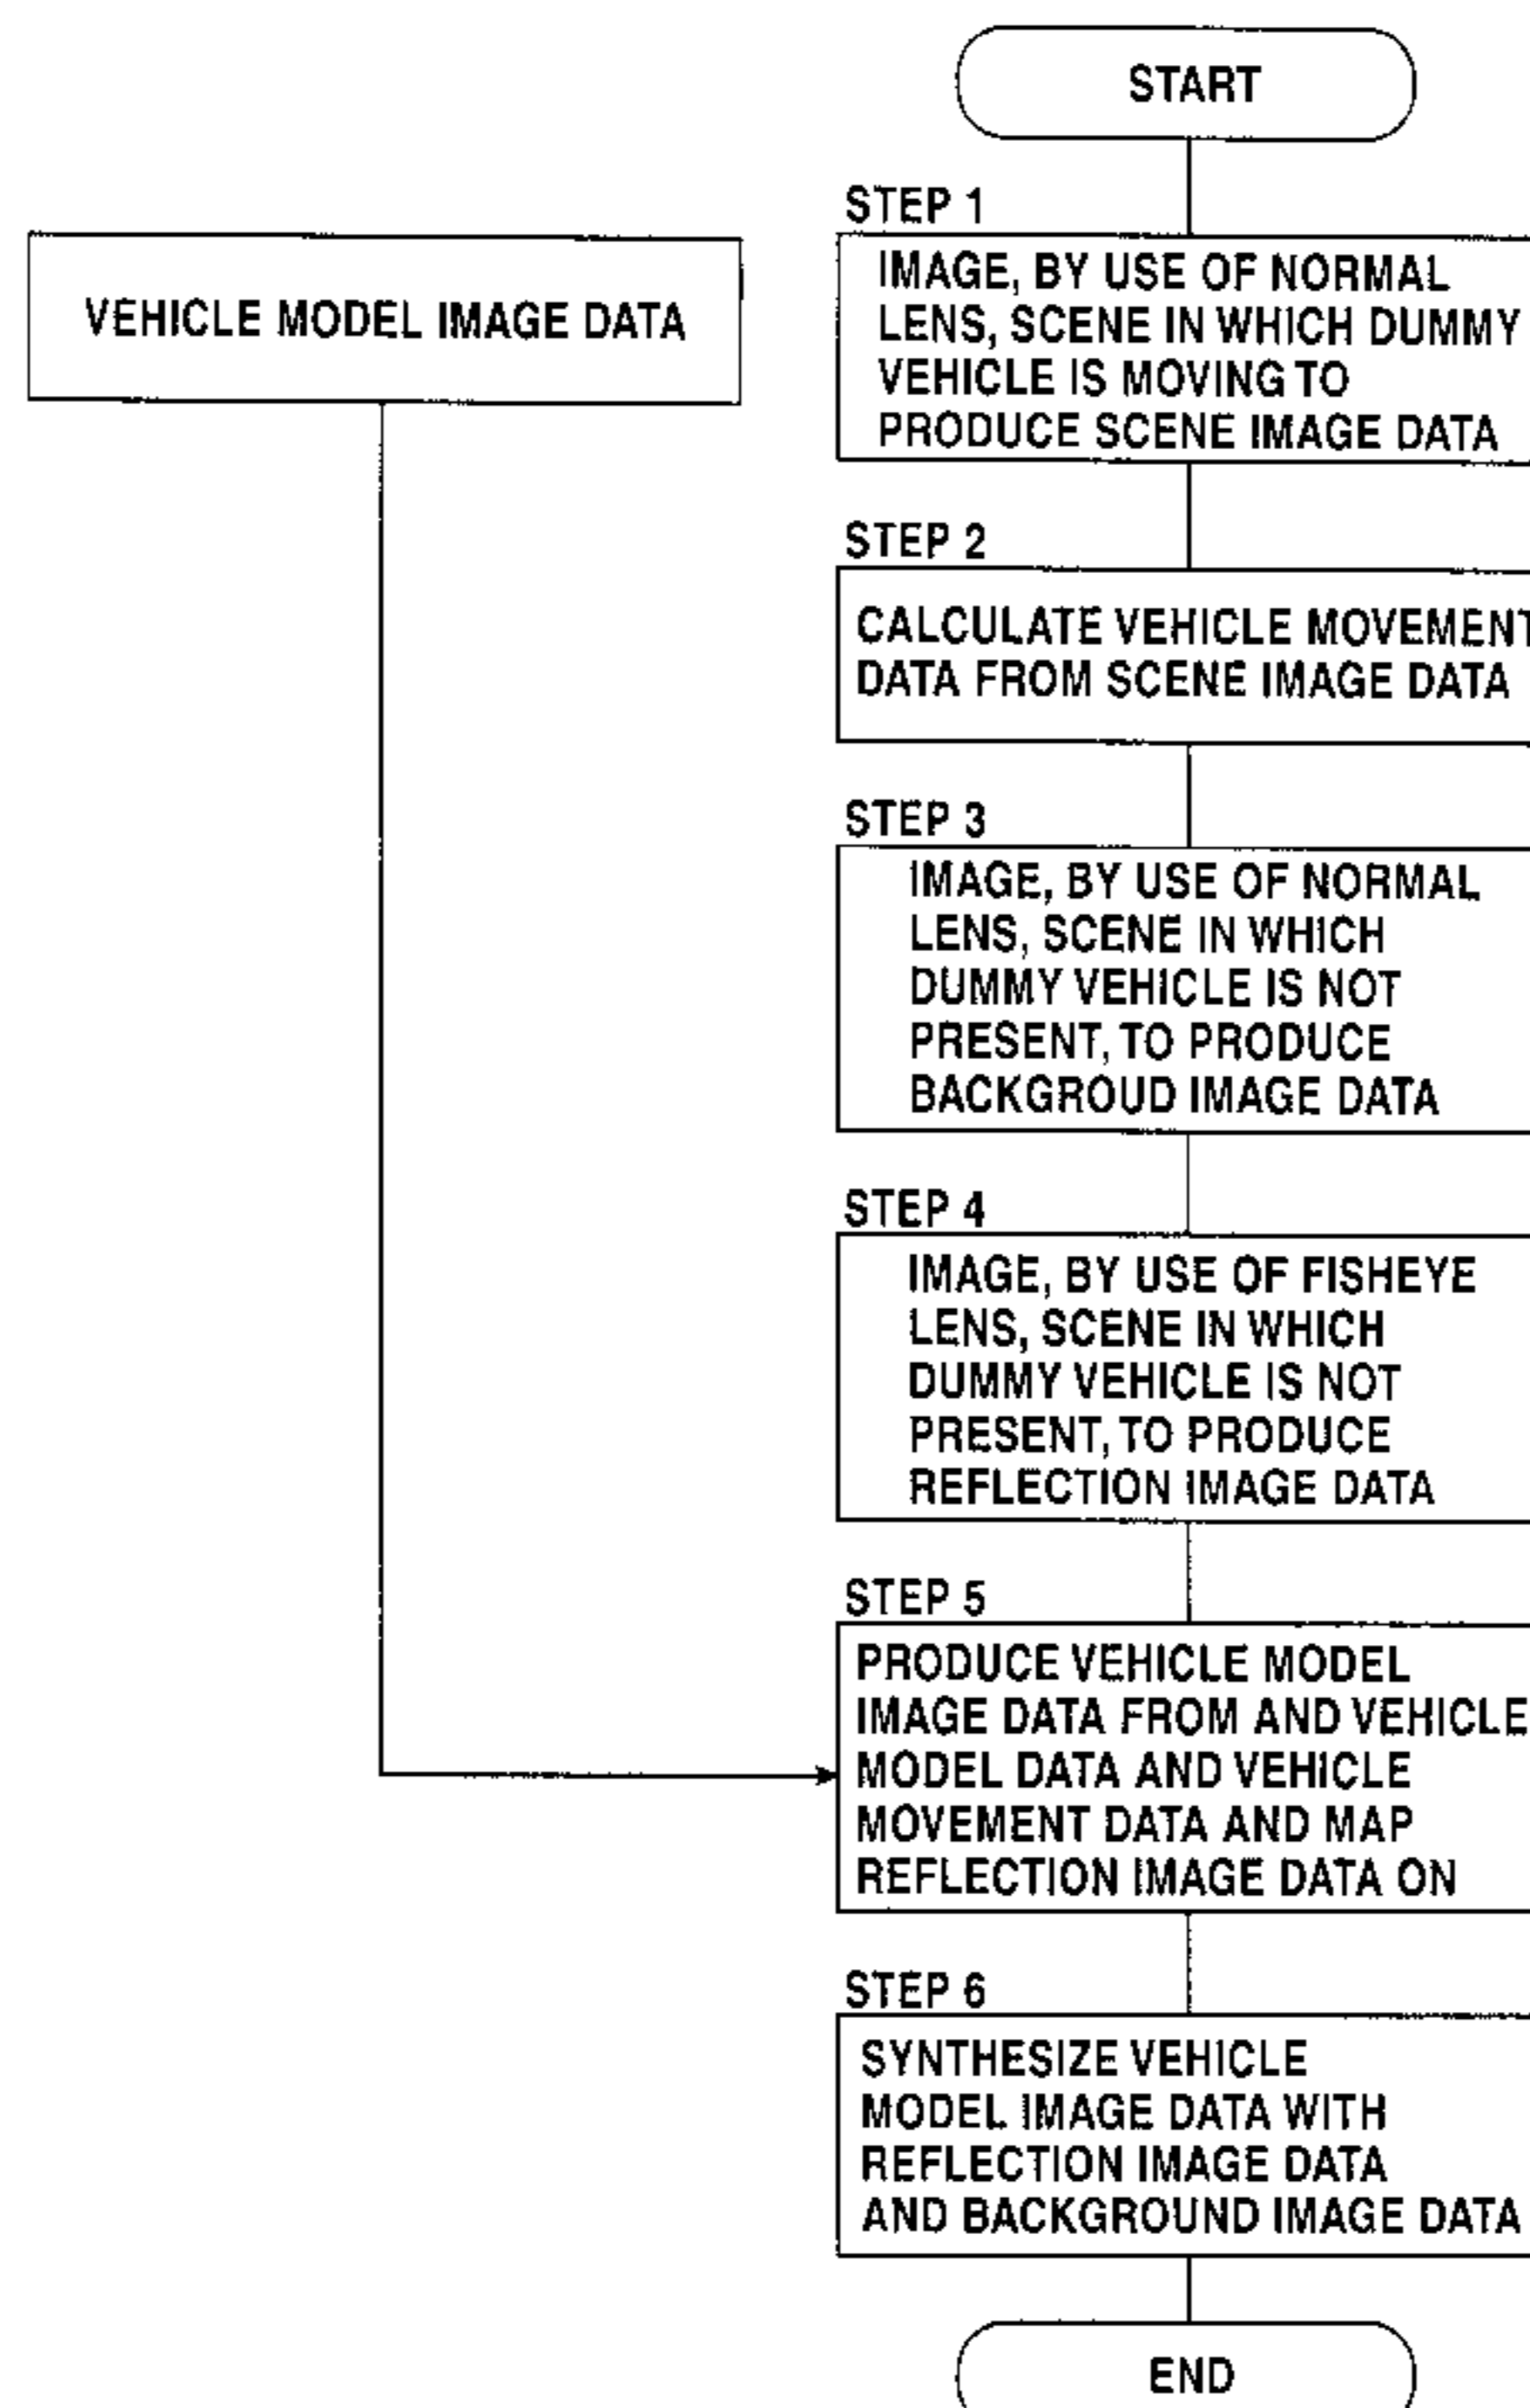 START
VEHICLE MODEL IMAGE DATA
STEP 1
IMAGE, BY USE OF NORMAL
LENS, SCENE IN WHICH DUMMY
VEHICLE IS MOVING TO
PRODUCE SCENE IMAGE DATA
STEP 2
CALCULATE VEHICLE MOVEMENT
DATA FROM SCENE IMAGE DATA
STEP 3
IMAGE, BY USE OF NORMAL
LENS, SCENE IN WHICH
DUMMY VEHICLE IS NOT
PRESENT, TO PRODUCE
BACKGROUD IMAGE DATA
STEP 4
IMAGE, BY USE OF FISHEYE
LENS, SCENE IN WHICH
DUMMY VEHICLE IS NOT
PRESENT, TO PRODUCE
REFLECTION IMAGE DATA
STEP 5
PRODUCE VEHICLE MODEL
IMAGE DATA FROM AND VEHICLE
MODEL DATA AND VEHICLE
MOVEMENT DATA AND MAP
REFLECTION IMAGE DATA ON
STEP 6
SYNTHESIZE VEHICLE
MODEL IMAGE DATA WITH
REFLECTION IMAGE DATA
AND BACKGROUND IMAGE DATA
END